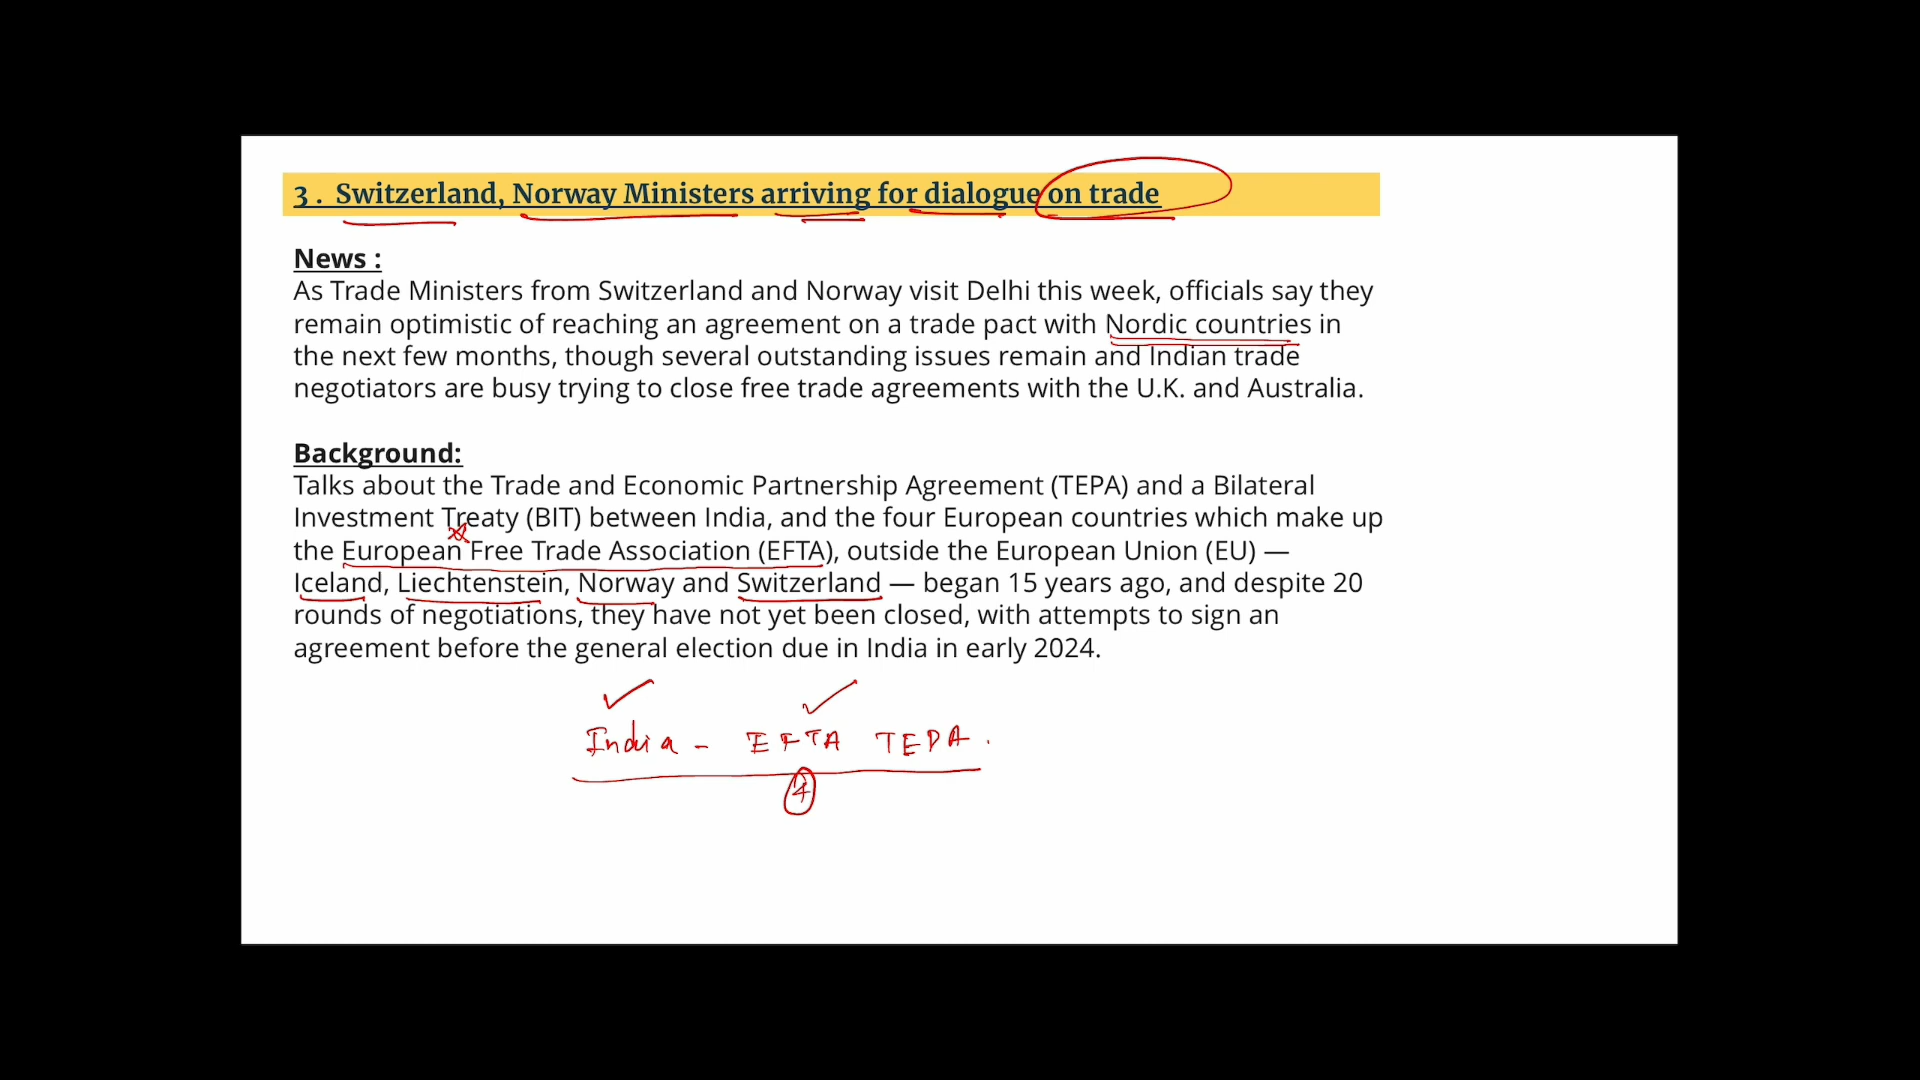 3 . Switzerland, Norway Ministers arriving for dialogue on trade
News :
As Trade Ministers from Switzerland and Norway visit Delhi this week, officials say they
remain optimistic of reaching an agreement on a trade pact with Nordic countries in
the next few months, though several outstanding issues remain and Indian trade
negotiators are busy trying to close free trade agreements with the U.K. and Australia.
Background:
Talks about the Trade and Economic Partnership Agreement (TEPA) and a Bilateral
Investment Treaty (BIT) between India, and the four European countries which make up
the European Free Trade Association (EFTA), outside the European Union (EU) —
Iceland, Liechtenstein, Norway and Switzerland — began 15 years ago, and despite 20
rounds of negotiations, they have not yet been closed, with attempts to sign an
agreement before the general election due in India in early 2024.
India - EFTA TEPA.
4